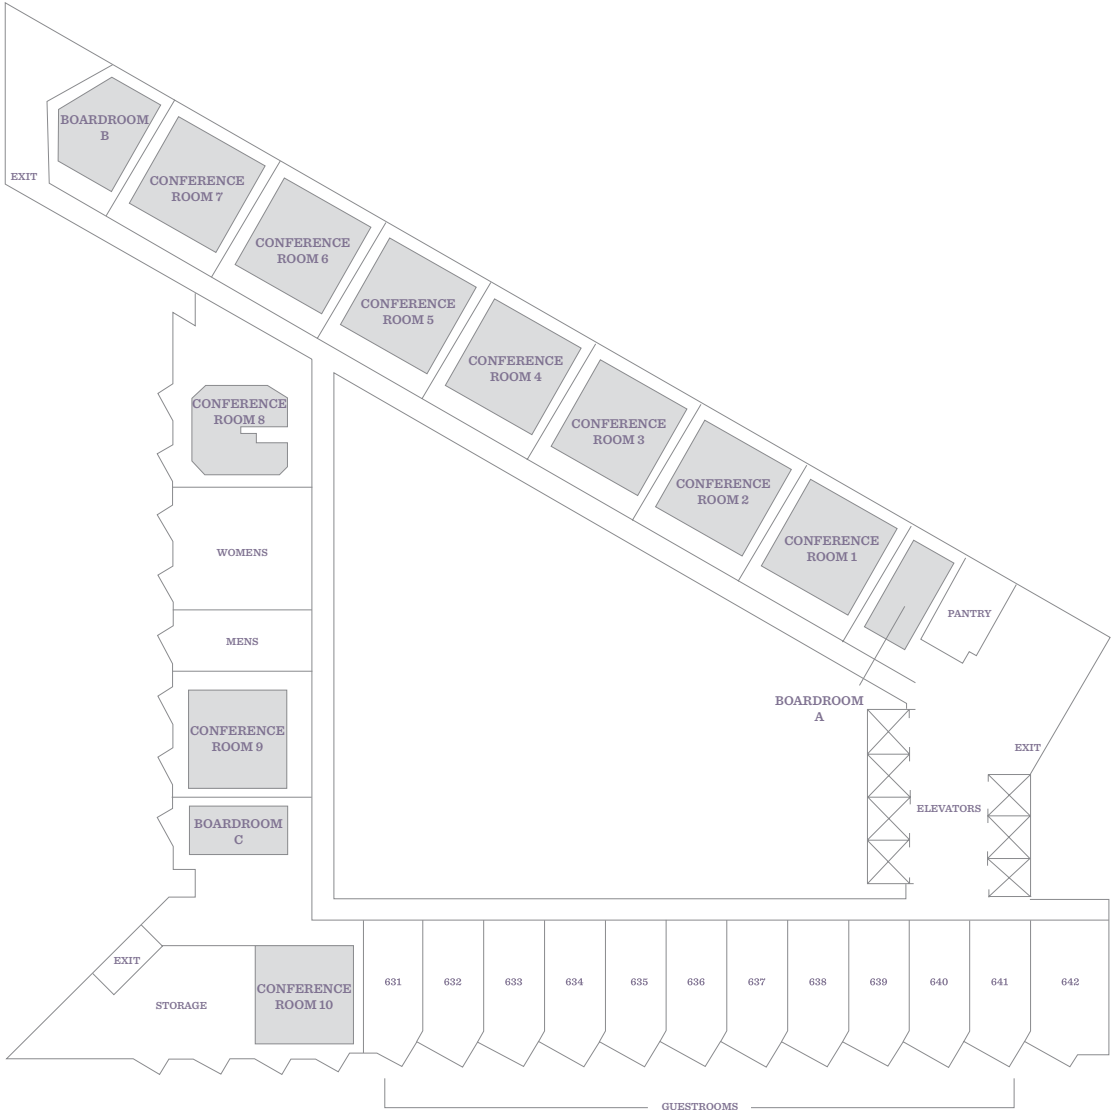 BOARDROOM
B
EXIT
CONFERENCE
ROOM 7
CONFERENCE
ROOM 6
CONFERENCE
ROOM 5
CONFERENCE
ROOM 4
CONFERENCE
ROOM 3
CONFERENCE
ROOM 2
CONFERENCE
ROOM 1
PANTRY
BOARDROOM
A
EXIT
ELEVATORS
CONFERENCE
ROOM 8
WOMENS
MENS
CONFERENCE
ROOM 9
BOARDROOM
C
EXIT
STORAGE
CONFERENCE
ROOM 10
631
632
633
634
635
636
637
638
639
640
641
642
GUESTROOMS